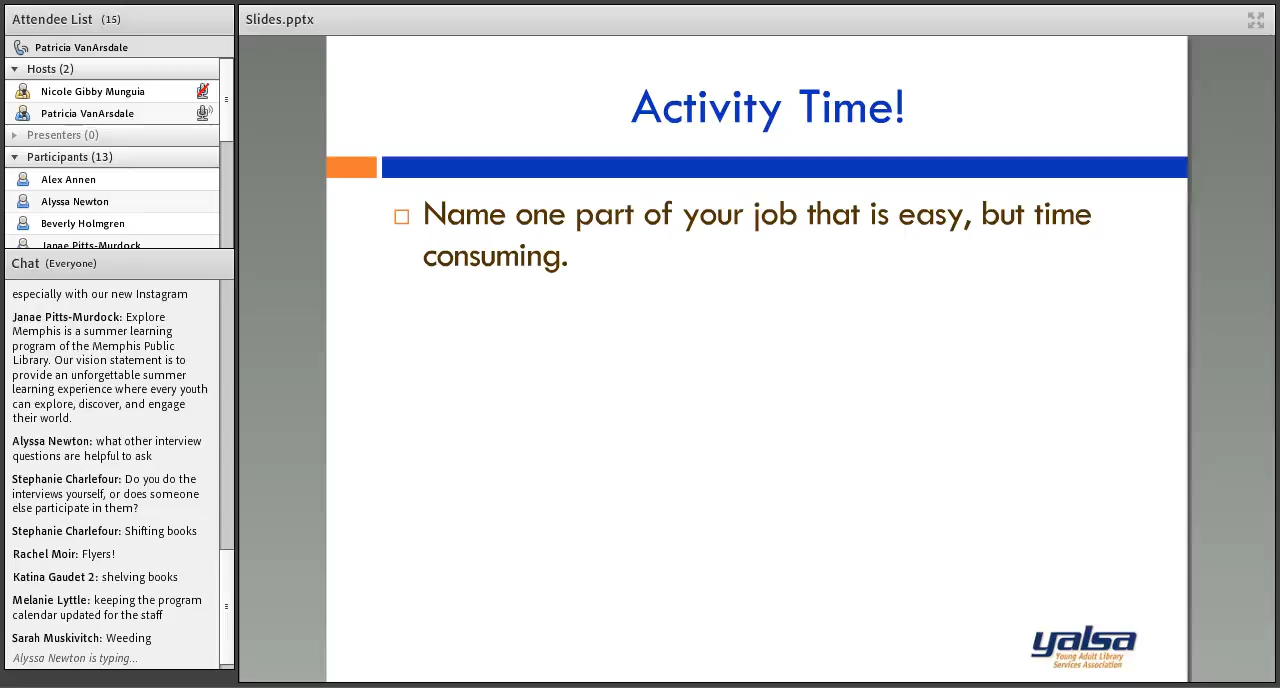 Attendee List (15)
Patricia VanArsdale
Hosts (2)
Nicole Gibby Munguia
Patricia VanArsdale
Presenters (0)
Participants (13)
Alex Annen
Alyssa Newton
Beverly Holmgren
Janae Pitts-Murdock
Chat (Everyone)
especially with our new Instagram
Janae Pitts-Murdock: Explore
Memphis is a summer learning
program of the Memphis Public
Library. Our vision statement is to
provide an unforgettable summer
learning experience where every youth
can explore, discover, and engage
their world.
Alyssa Newton: what other interview
questions are helpful to ask
Stephanie Charlefour: Do you do the
interviews yourself, or does someone
else participate in them?
Stephanie Charlefour: Shifting books
Rachel Moir: Flyers!
Katina Gaudet 2: shelving books
Melanie Lyttle: keeping the program
calendar updated for the staff
Sarah Muskivitch: Weeding
Alyssa Newton is typing...
Slides.pptx
Activity Time!
Name one part of your job that is easy, but time
consuming.
yalsa
Young Adult Library
Services Association